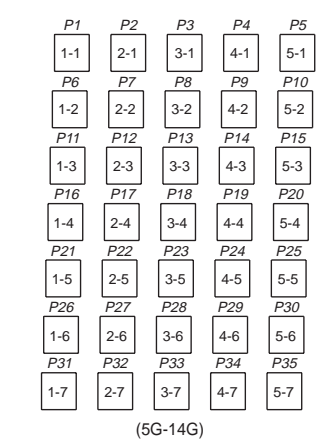 P1 P2 P3 P4 P5
1-1 2-1 3-1 4-1 5-1
P6 P7 P8 P9 P10
1-2 2-2 3-2 4-2 5-2
P11 P12 P13 P14 P15
1-3 2-3 3-3 4-3 5-3
P16 P17 P18 P19 P20
1-4 2-4 3-4 4-4 5-4
P21 P22 P23 P24 P25
1-5 2-5 3-5 4-5 5-5
P26 P27 P28 P29 P30
1-6 2-6 3-6 4-6 5-6
P31 P32 P33 P34 P35
1-7 2-7 3-7 4-7 5-7
(5G-14G)